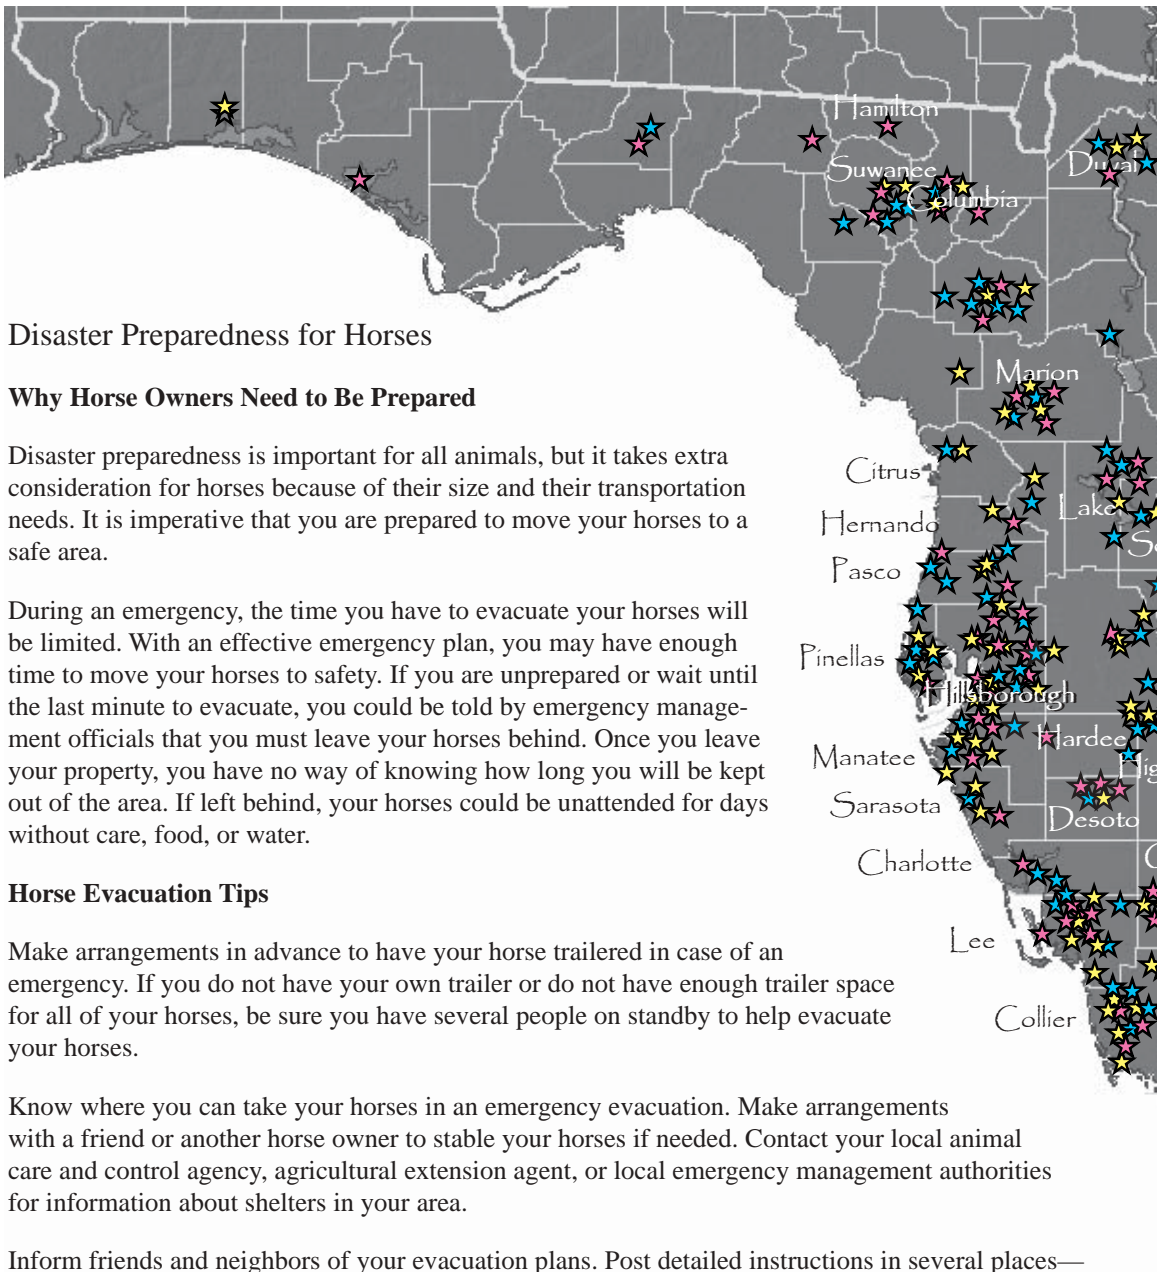 Hamilton
Suwanee
Columbia
Duval
Disaster Preparedness for Horses
Marion
Why Horse Owners Need to Be Prepared
Disaster preparedness is important for all animals, but it takes extra
consideration for horses because of their size and their transportation
needs. It is imperative that you are prepared to move your horses to a
safe area.
Citrus
Hernando
Lake
Pasco
During an emergency, the time you have to evacuate your horses will
be limited. With an effective emergency plan, you may have enough
time to move your horses to safety. If you are unprepared or wait until
the last minute to evacuate, you could be told by emergency manage-
ment officials that you must leave your horses behind. Once you leave
your property, you have no way of knowing how long you will be kept
out of the area. If left behind, your horses could be unattended for days
without care, food, or water.
Pinellas
Hillsborough
Hardee
Manatee
Sarasota
Desoto
Charlotte
Horse Evacuation Tips
Lee
Make arrangements in advance to have your horse trailered in case of an
emergency. If you do not have your own trailer or do not have enough trailer space
for all of your horses, be sure you have several people on standby to help evacuate
your horses.
Collier
Know where you can take your horses in an emergency evacuation. Make arrangements
with a friend or another horse owner to stable your horses if needed. Contact your local animal
care and control agency, agricultural extension agent, or local emergency management authorities
for information about shelters in your area.
Inform friends and neighbors of your evacuation plans. Post detailed instructions in several places—